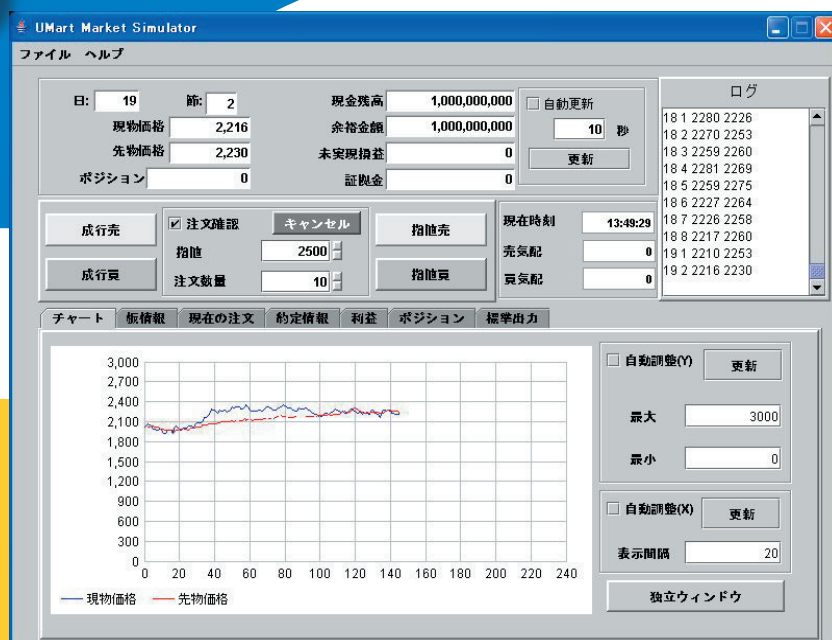 UMart Market Simulator
ファイル ヘルプ
日: 19 節: 2
現物価格 2,216
先物価格 2,230
ポジション 0
現金残高 1,000,000,000
余裕金額 1,000,000,000
未実現損益 0
証拠金 0
自動更新
10 秒
更新
ログ
18 1 2280 2226
18 2 2270 2253
18 3 2259 2260
18 4 2281 2269
18 5 2259 2275
18 6 2227 2264
18 7 2226 2258
18 8 2217 2260
19 1 2210 2253
19 2 2216 2230
成行売
成行買
注文確認 キャンセル
指値 2500
注文数量 10
指値売
指値買
現在時刻 13:49:29
売気配 0
買気配 0
チャート 板情報 現在の注文 約定情報 利益 ポジション 標準出力
3,000
2,700
2,400
2,100
1,800
1,500
1,200
900
600
300
0
0 20 40 60 80 100 120 140 160 180 200 220 240
現物価格 先物価格
自動調整(Y) 更新
最大 3000
最小 0
自動調整(X) 更新
表示間隔 20
独立ウィンドウ